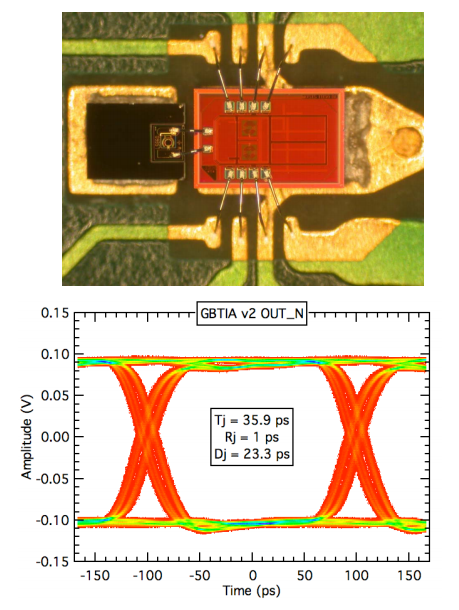 GBTIA v2 OUT_N
0.15
0.10
0.05
0.00
-0.05
-0.10
-0.15
Amplitude (V)
Tj = 35.9 ps
Rj = 1 ps
Dj = 23.3 ps
-150 -100 -50 0 50 100 150
Time (ps)